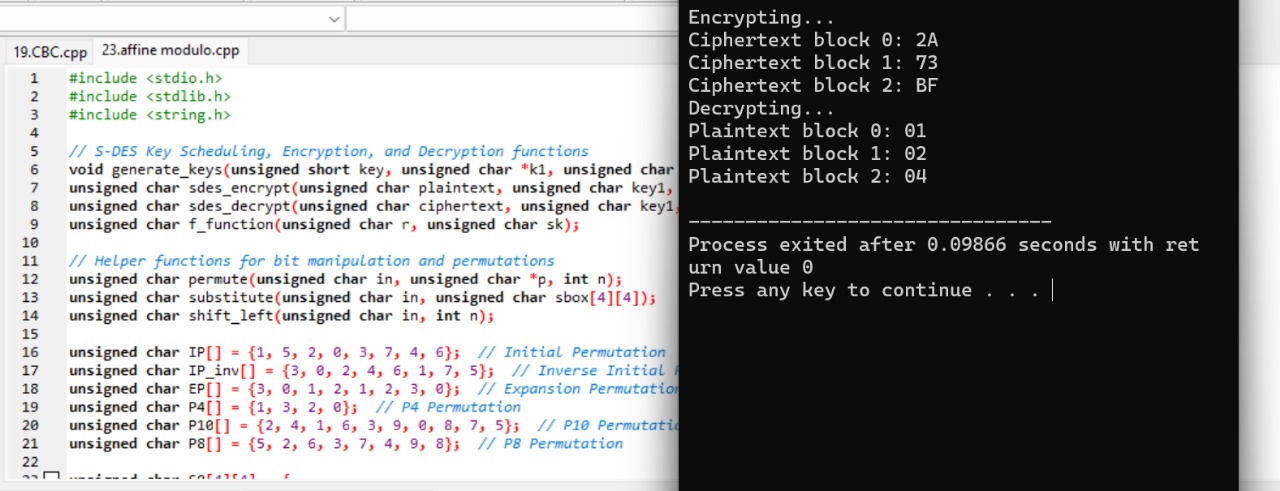 19.CBC.cpp 23.affine modulo.cpp
1 #include <stdio.h>
2 #include <stdlib.h>
3 #include <string.h>
4
5 // S-DES Key Scheduling, Encryption, and Decryption functions
6 void generate_keys(unsigned short key, unsigned char *k1, unsigned char
7 unsigned char sdes_encrypt(unsigned char plaintext, unsigned char key1,
8 unsigned char sdes_decrypt(unsigned char ciphertext, unsigned char key1,
9 unsigned char f_function(unsigned char r, unsigned char sk);
10
11 // Helper functions for bit manipulation and permutations
12 unsigned char permute(unsigned char in, unsigned char *p, int n);
13 unsigned char substitute(unsigned char in, unsigned char sbox[4][4]);
14 unsigned char shift_left(unsigned char in, int n);
15
16 unsigned char IP[] = {1, 5, 2, 0, 3, 7, 4, 6}; // Initial Permutation
17 unsigned char IP_inv[] = {3, 0, 2, 4, 6, 1, 7, 5}; // Inverse Initial
18 unsigned char EP[] = {3, 0, 1, 2, 1, 2, 3, 0}; // Expansion Permutation
19 unsigned char P4[] = {1, 3, 2, 0}; // P4 Permutation
20 unsigned char P10[] = {2, 4, 1, 6, 3, 9, 0, 8, 7, 5}; // P10 Permutati
21 unsigned char P8[] = {5, 2, 6, 3, 7, 4, 9, 8}; // P8 Permutation
22
Encrypting...
Ciphertext block 0: 2A
Ciphertext block 1: 73
Ciphertext block 2: BF
Decrypting...
Plaintext block 0: 01
Plaintext block 1: 02
Plaintext block 2: 04
--------------------------------
Process exited after 0.09866 seconds with ret
urn value 0
Press any key to continue . . .